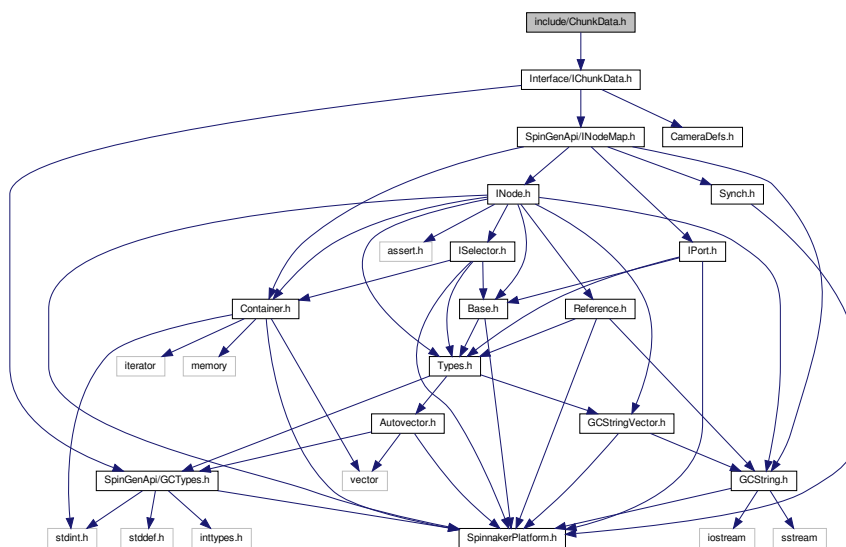 include/ChunkData.h
Interface/IChunkData.h
SpinGenApi/INodeMap.h
CameraDefs.h
INode.h
Synch.h
assert.h
ISelector.h
IPort.h
Container.h
Base.h
Reference.h
iterator
memory
Types.h
Autovector.h
GCStringVector.h
SpinGenApi/GCTypes.h
vector
GCString.h
stdint.h
stddef.h
inttypes.h
SpinnakerPlatform.h
iostream
sstream